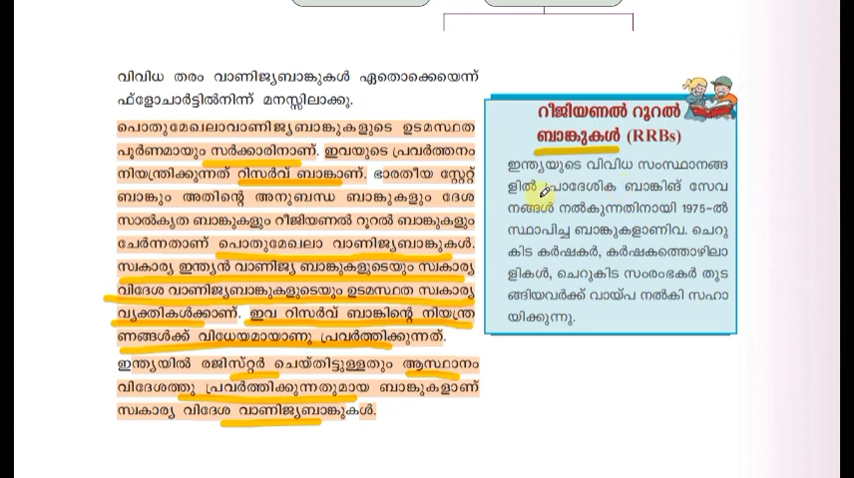 വിവിധ തരം വാണിജ്യബാങ്കുകൾ ഏതൊക്കെയെന്ന്
ഫ്ളോചാർട്ടിൽനിന്ന് മനസ്സിലാക്കൂ.
പൊതുമേഖലാവാണിജ്യബാങ്കുകളുടെ ഉടമസ്ഥത
പൂർണമായും സർക്കാരിനാണ്. ഇവയുടെ പ്രവർത്തനം
നിയന്ത്രിക്കുന്നത് റിസർവ് ബാങ്കാണ്. ഭാരതീയ സ്റ്റേറ്റ്
ബാങ്കും അതിന്റെ അനുബന്ധ ബാങ്കുകളും ദേശ
സാൽകൃത ബാങ്കുകളും റീജിയണൽ റൂറൽ ബാങ്കുകളും
ചേർന്നതാണ് പൊതുമേഖലാ വാണിജ്യബാങ്കുകൾ.
സ്വകാര്യ ഇന്ത്യൻ വാണിജ്യ ബാങ്കുകളുടെയും സ്വകാര്യ
വിദേശ വാണിജ്യബാങ്കുകളുടെയും ഉടമസ്ഥത സ്വകാര്യ
വ്യക്തികൾക്കാണ്. ഇവ റിസർവ് ബാങ്കിന്റെ നിയന്ത്ര
ണങ്ങൾക്ക് വിധേയമായാണു പ്രവർത്തിക്കുന്നത്.
ഇന്ത്യയിൽ രജിസ്റ്റർ ചെയ്തിട്ടുള്ളതും ആസ്ഥാനം
വിദേശത്തു പ്രവർത്തിക്കുന്നതുമായ ബാങ്കുകളാണ്
സ്വകാര്യ വിദേശ വാണിജ്യബാങ്കുകൾ.
റീജിയണൽ റൂറൽ
ബാങ്കുകൾ (RRBs)
ഇന്ത്യയുടെ വിവിധ സംസ്ഥാനങ്ങ
ളിൽ പ്രാദേശിക ബാങ്കിങ് സേവ
നങ്ങൾ നൽകുന്നതിനായി 1975-ൽ
സ്ഥാപിച്ച ബാങ്കുകളാണിവ. ചെറു
കിട കർഷകർ, കർഷകത്തൊഴിലാ
ളികൾ, ചെറുകിട സംരംഭകർ തുട
ങ്ങിയവർക്ക് വായ്പ നൽകി സഹാ
യിക്കുന്നു.